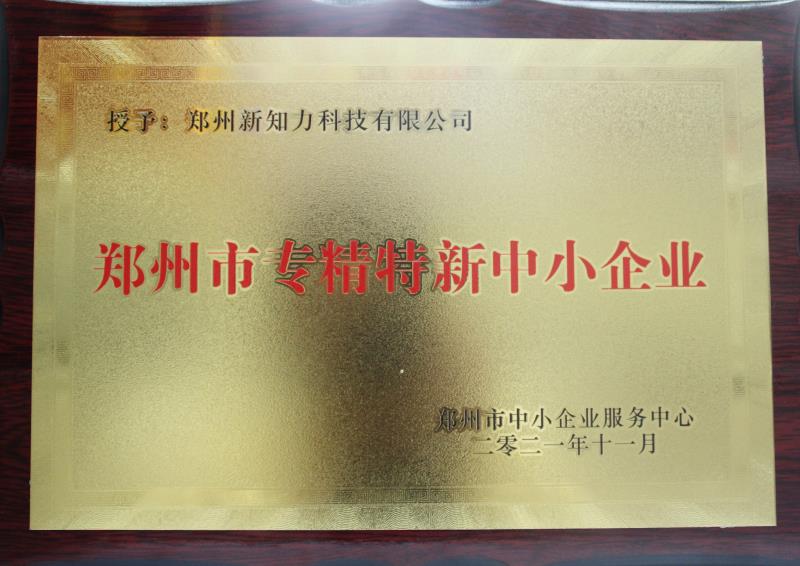 授予：郑州新知力科技有限公司
郑州市专精特新中小企业
郑州市中小企业服务中心
二零二一年十一月